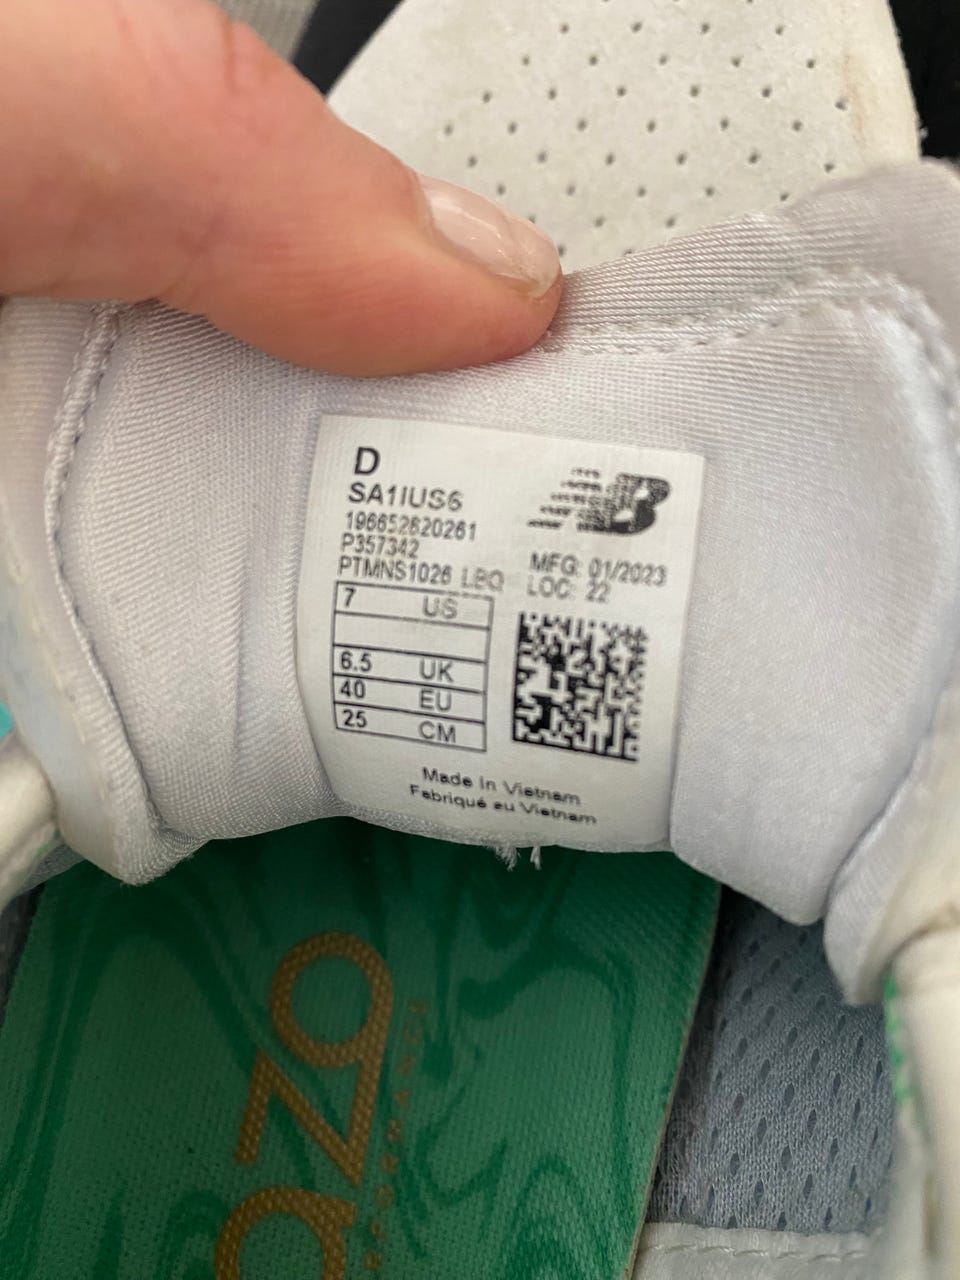 D
SA1IUS6
196652820261
P357342
PTMNS1026 LBQ
7 US
6.5 UK
40 EU
25 CM
NB
MFG: 01/2023
LOC: 22
Made In Vietnam
Fabriqué au Vietnam